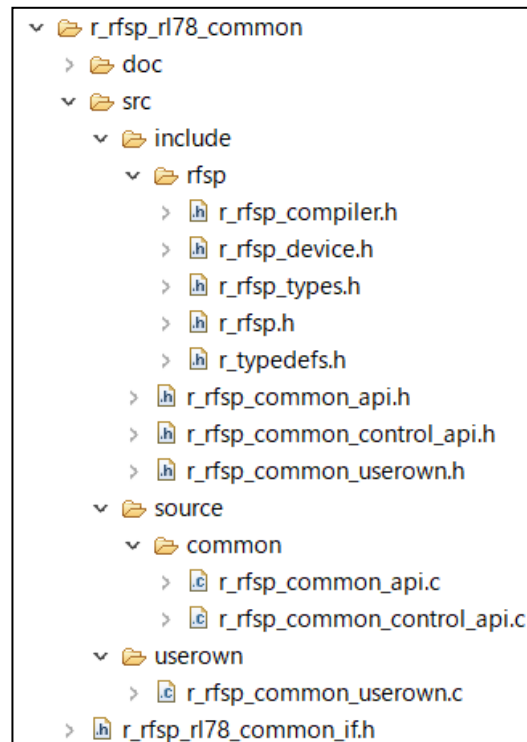 r_rfsp_rl78_common
doc
src
include
rfsp
r_rfsp_compiler.h
r_rfsp_device.h
r_rfsp_types.h
r_rfsp.h
r_typedefs.h
r_rfsp_common_api.h
r_rfsp_common_control_api.h
r_rfsp_common_userown.h
source
common
r_rfsp_common_api.c
r_rfsp_common_control_api.c
userown
r_rfsp_common_userown.c
r_rfsp_rl78_common_if.h